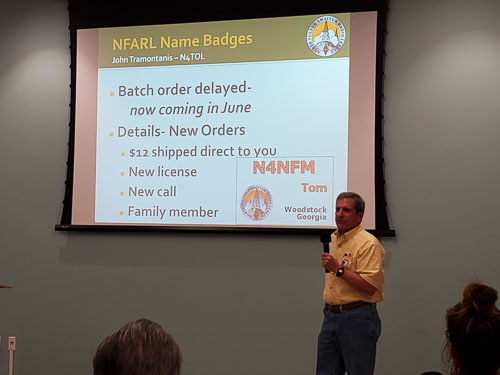 NFARL Name Badges
John Tramontanis – N4TOL
Batch order delayed-
now coming in June
Details- New Orders
$12 shipped direct to you
New license
New call
Family member
N4NFM
Tom
Woodstock
Georgia